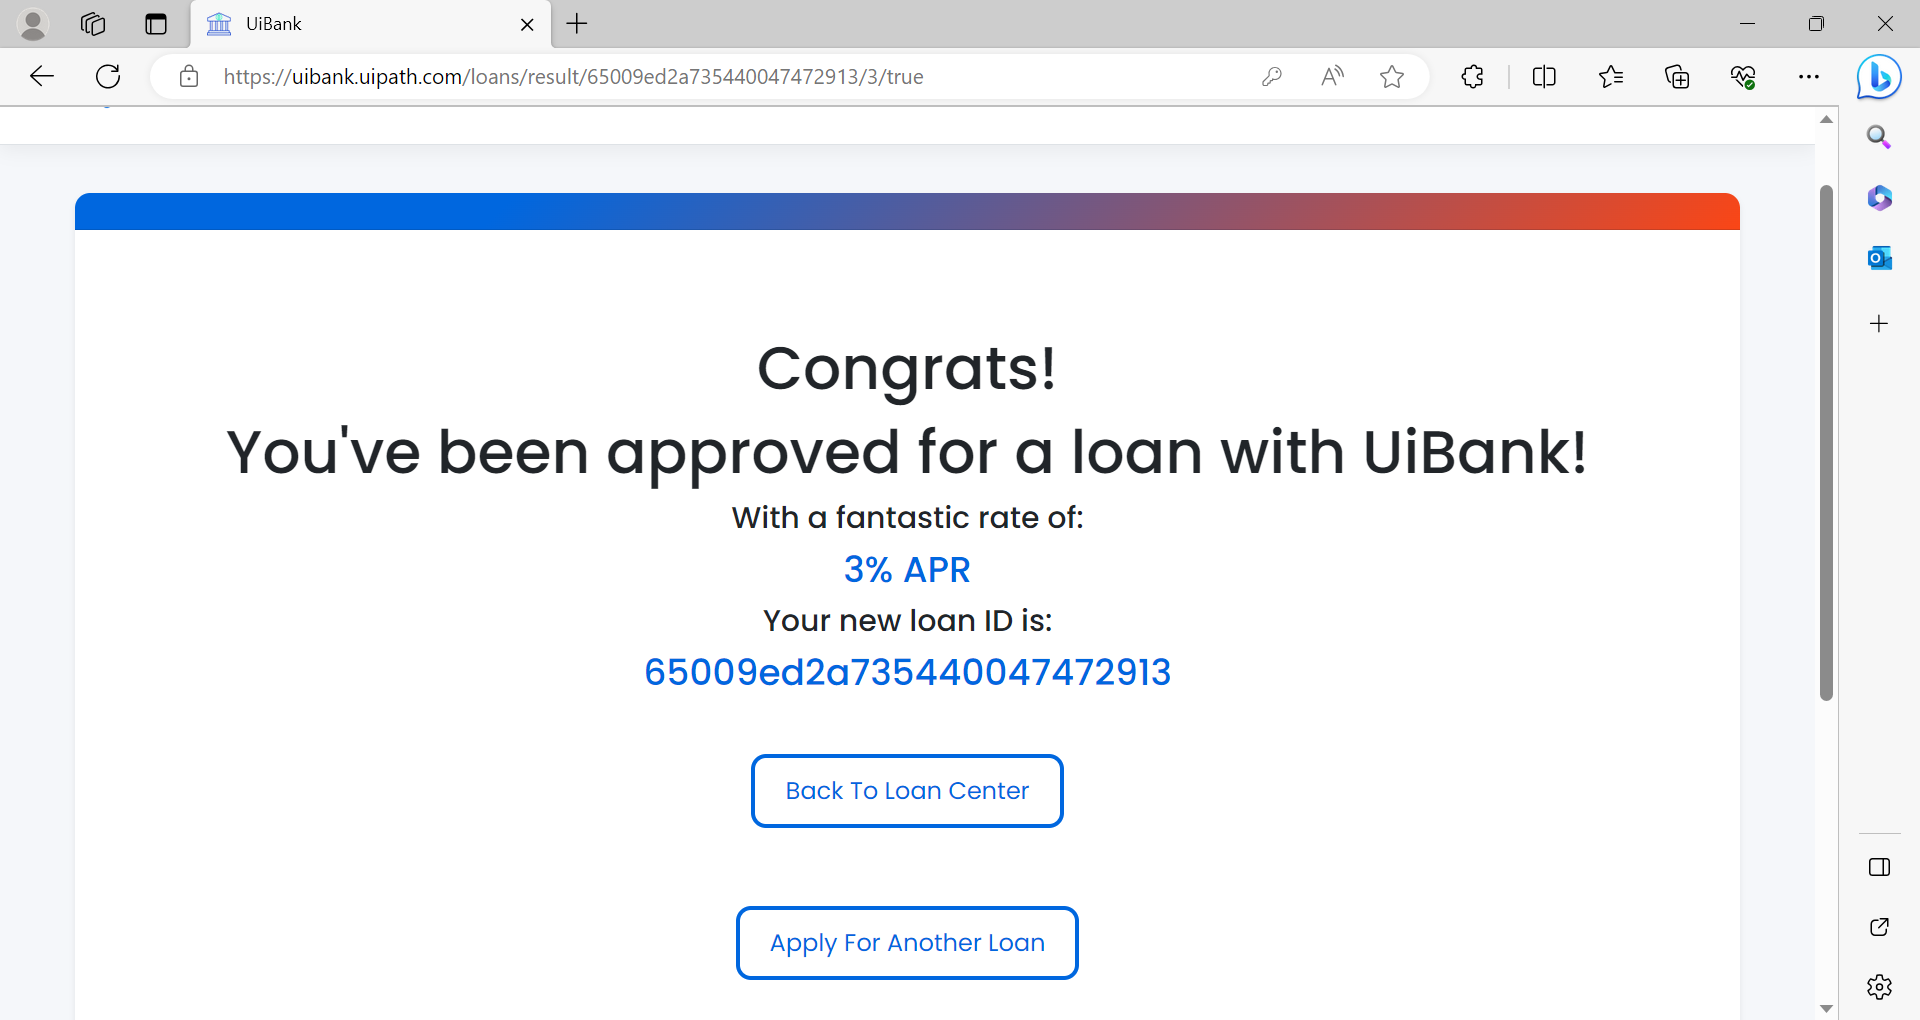 UiBank
https://uibank.uipath.com/loans/result/65009ed2a735440047472913/3/true
Congrats!
You've been approved for a loan with UiBank!
With a fantastic rate of:
3% APR
Your new loan ID is:
65009ed2a735440047472913
Back To Loan Center
Apply For Another Loan